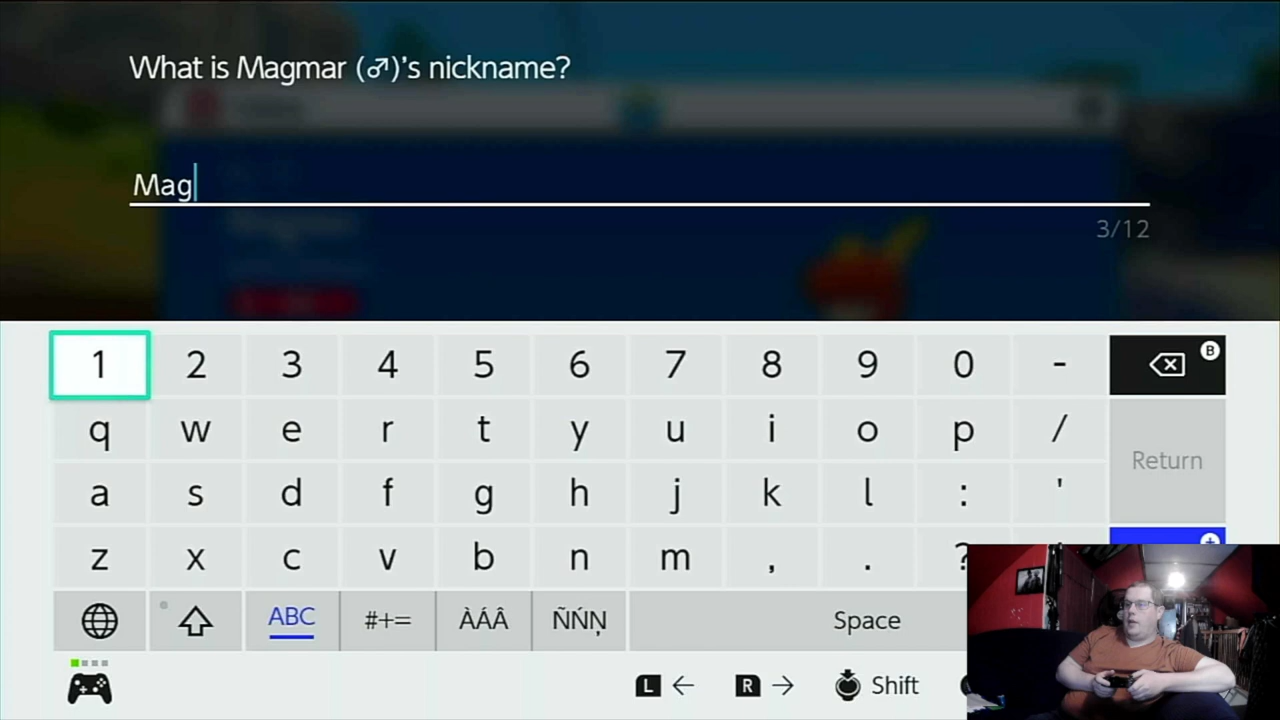 What is Magmar (♂)'s nickname?
Mag
3/12
1 2 3 4 5 6 7 8 9 0 - B
q w e r t y u i o p /
Return
a s d f g h j k l : '
z x c v b n m , . ?
ABC #+= ÀÁÂ ÑŃŅ Space
L ← R → Shift